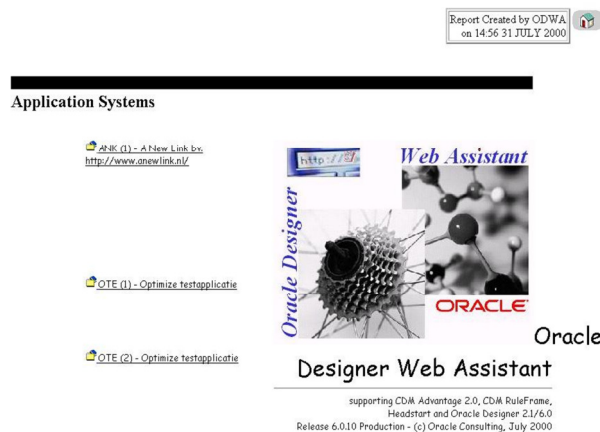 Report Created by ODWA
on 14:56 31 JULY 2000
Application Systems
ANK (1) - A New Link bv.
http://www.anewlink.nl/
OTE (1) - Optimize testapplicatie
OTE (2) - Optimize testapplicatie
http://
Web Assistant
Oracle Designer
ORACLE
Oracle
Designer Web Assistant
supporting CDM Advantage 2.0, CDM RuleFrame,
Headstart and Oracle Designer 2.1/6.0
Release 6.0.10 Production - (c) Oracle Consulting, July 2000